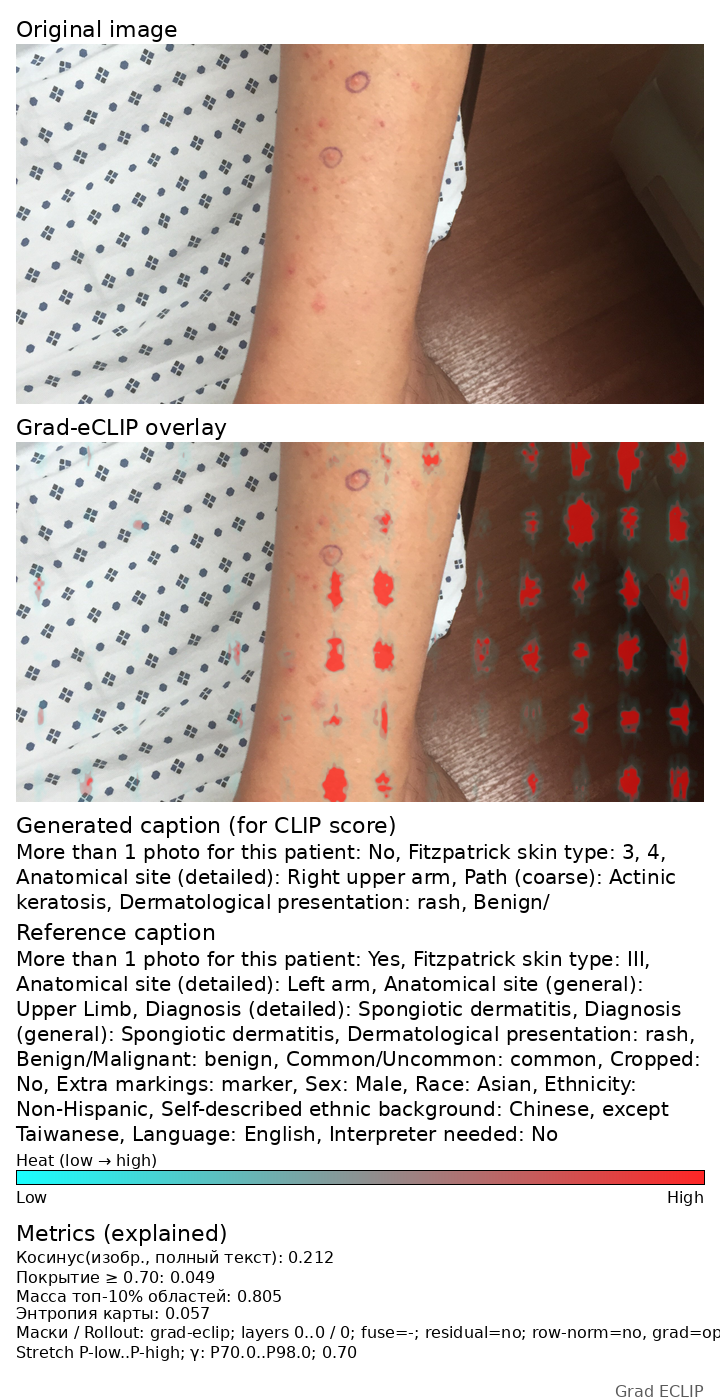 Original image
Grad-eCLIP overlay
Generated caption (for CLIP score)
More than 1 photo for this patient: No, Fitzpatrick skin type: 3, 4,
Anatomical site (detailed): Right upper arm, Path (coarse): Actinic
keratosis, Dermatological presentation: rash, Benign/
Reference caption
More than 1 photo for this patient: Yes, Fitzpatrick skin type: III,
Anatomical site (detailed): Left arm, Anatomical site (general):
Upper Limb, Diagnosis (detailed): Spongiotic dermatitis, Diagnosis
(general): Spongiotic dermatitis, Dermatological presentation: rash,
Benign/Malignant: benign, Common/Uncommon: common, Cropped:
No, Extra markings: marker, Sex: Male, Race: Asian, Ethnicity:
Non-Hispanic, Self-described ethnic background: Chinese, except
Taiwanese, Language: English, Interpreter needed: No
Heat (low → high)
Low High
Metrics (explained)
Косинус(изобр., полный текст): 0.212
Покрытие ≥ 0.70: 0.049
Масса топ-10% областей: 0.805
Энтропия карты: 0.057
Маски / Rollout: grad-eclip; layers 0..0 / 0; fuse=-; residual=no; row-norm=no, grad=op
Stretch P-low..P-high; γ: P70.0..P98.0; 0.70
Grad ECLIP